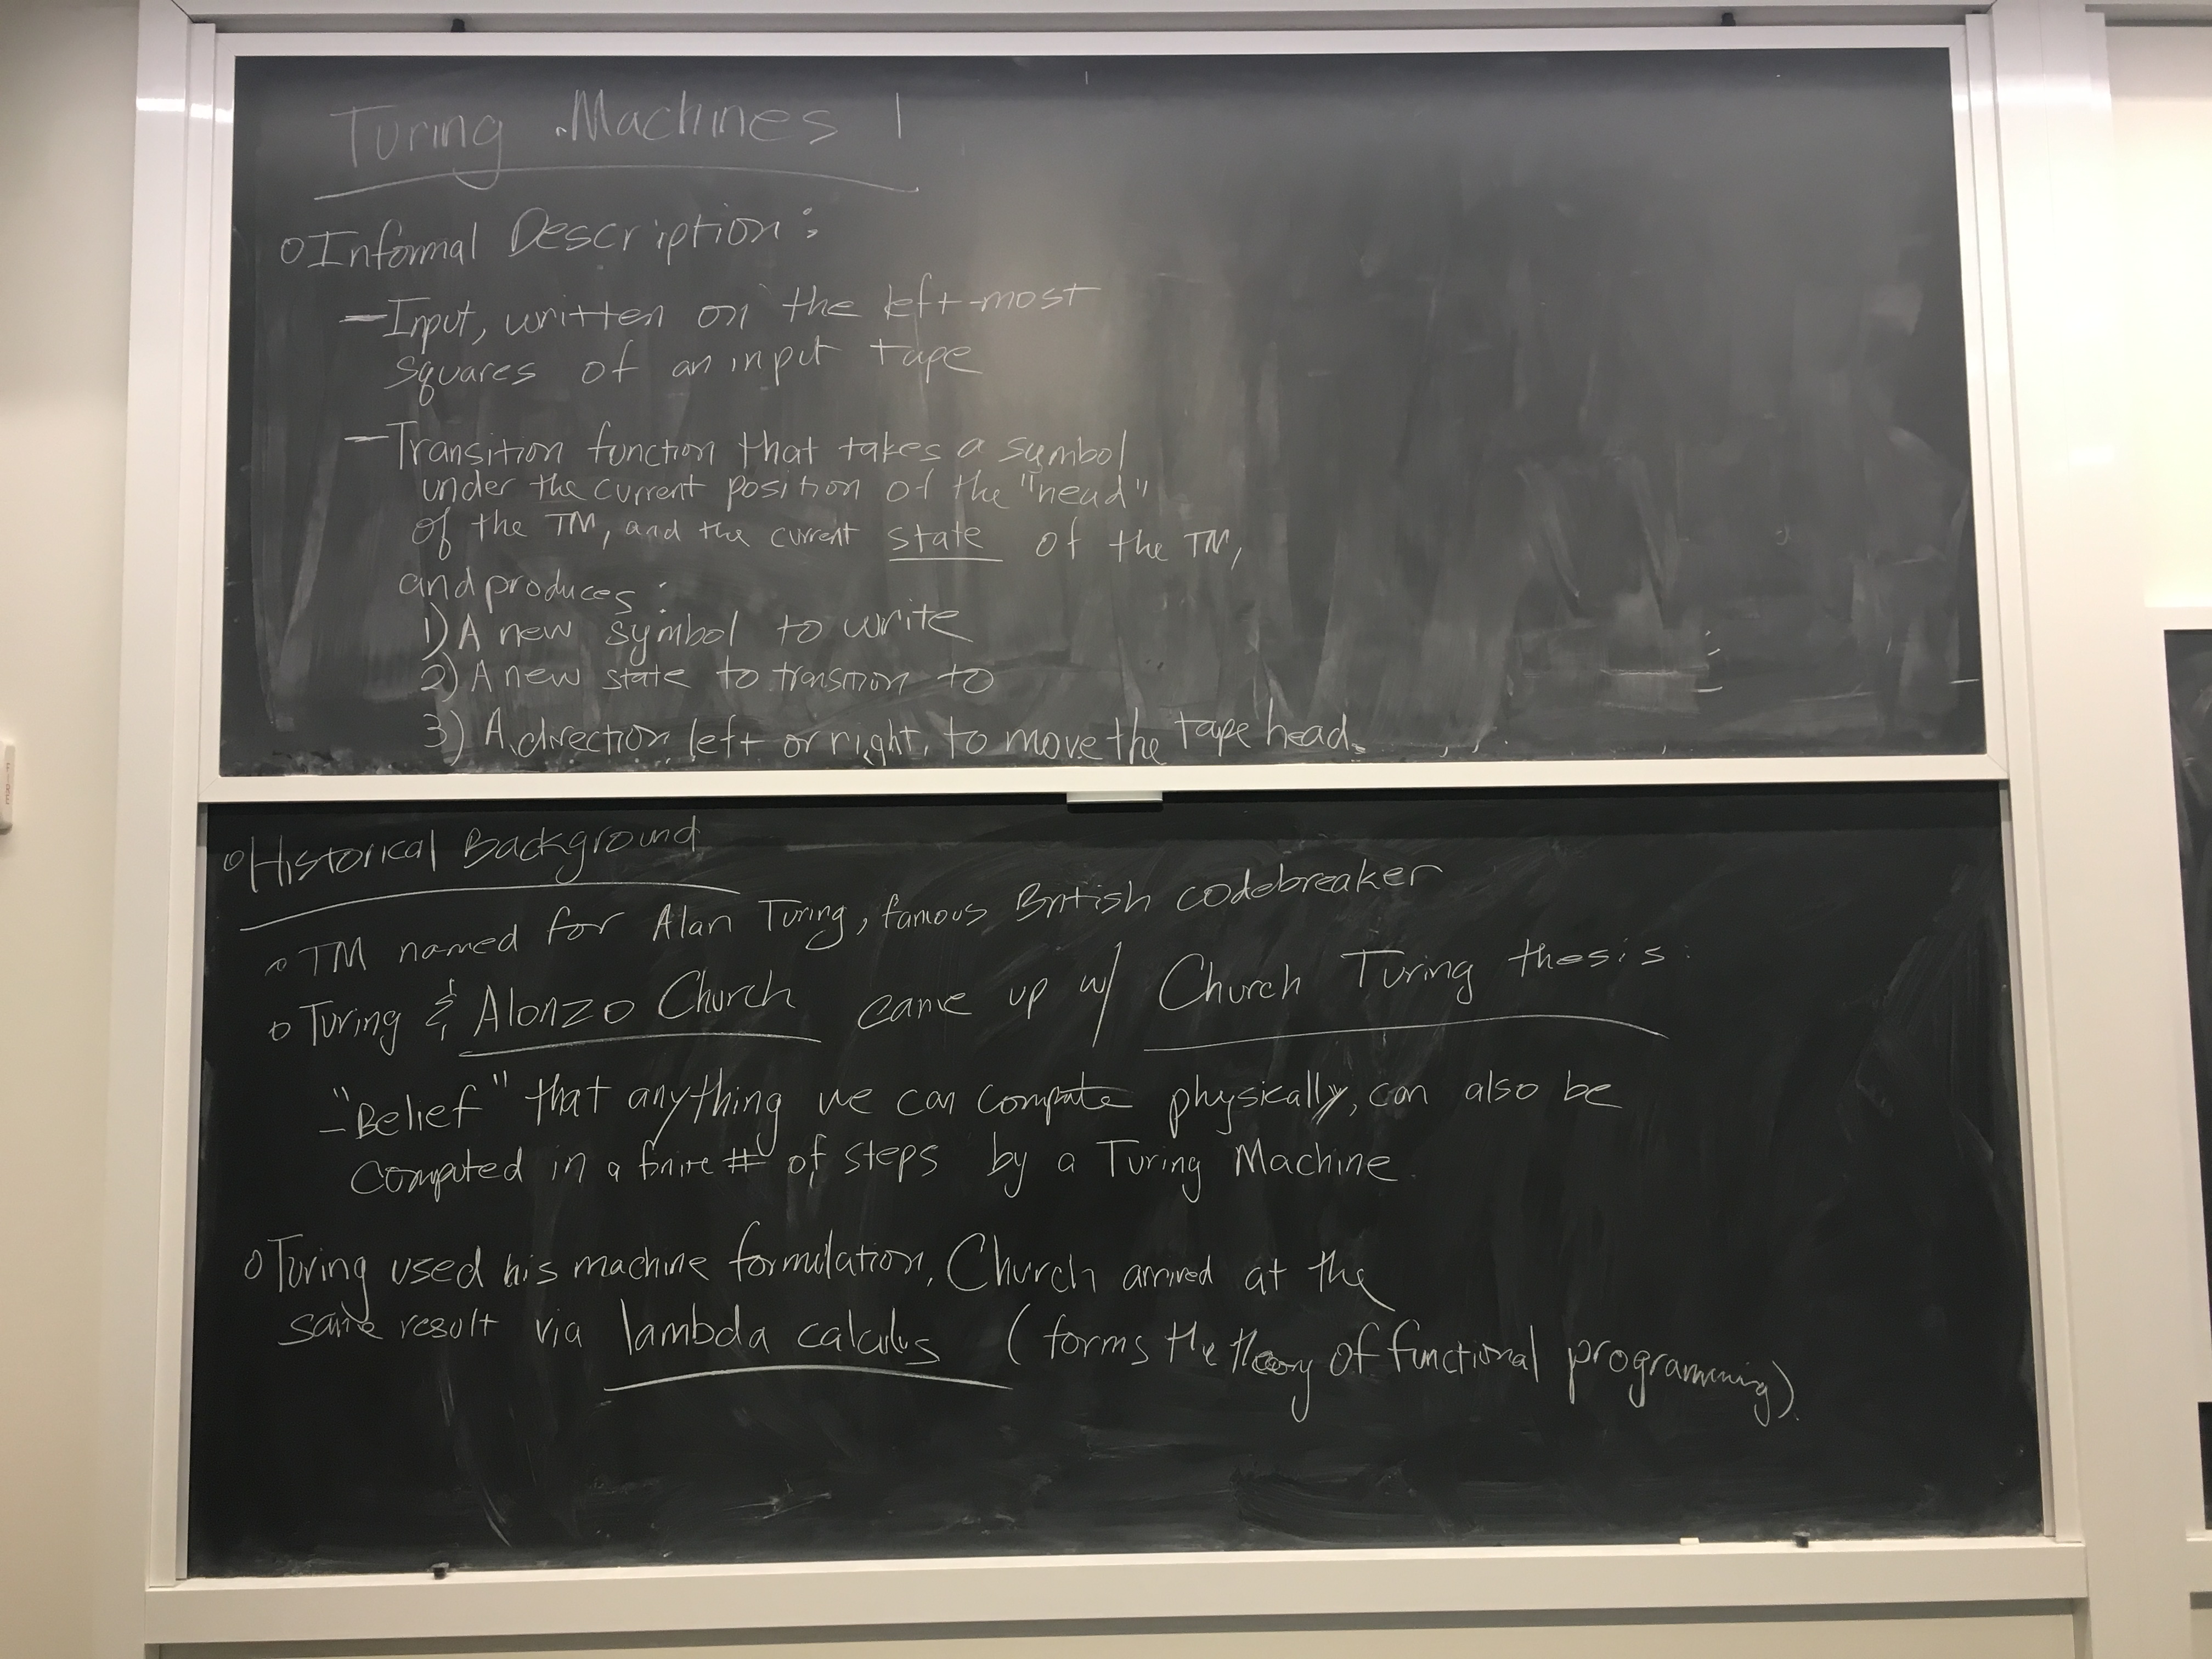 Turing Machines 1
o Informal Description:
- Input, written on the left-most
squares of an input tape
- Transition function that takes a symbol
under the current position of the "head"
of the TM, and the current state of the TM,
and produces:
1) A new symbol to write
2) A new state to transition to
3) A direction, left or right, to move the tape head.
o Historical Background
o TM named for Alan Turing, famous British codebreaker
o Turing & Alonzo Church came up w/ Church Turing thesis:
- "Belief" that anything we can compute physically, can also be
computed in a finite # of steps by a Turing Machine.
o Turing used his machine formulation, Church arrived at the
same result via lambda calculus (forms the theory of functional programming).